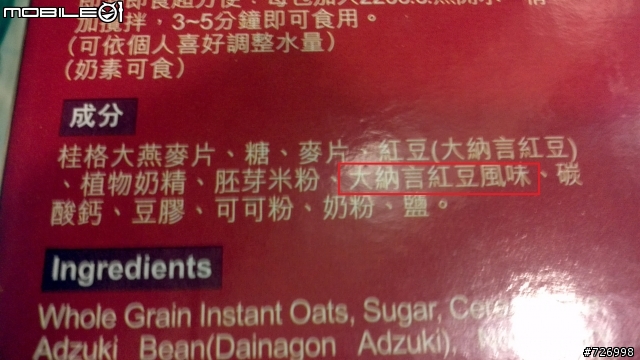 MOBILE01
加攪拌，3~5分鐘即可食用。
(可依個人喜好調整水量)
(奶素可食)
成分
桂格大燕麥片、糖、麥片、紅豆(大納言紅豆)
、植物奶精、胚芽米粉、大納言紅豆風味、碳
酸鈣、豆膠、可可粉、奶粉、鹽。
Ingredients
Whole Grain Instant Oats, Sugar,
Adzuki Bean(Dainagon Adzuki),
#726998